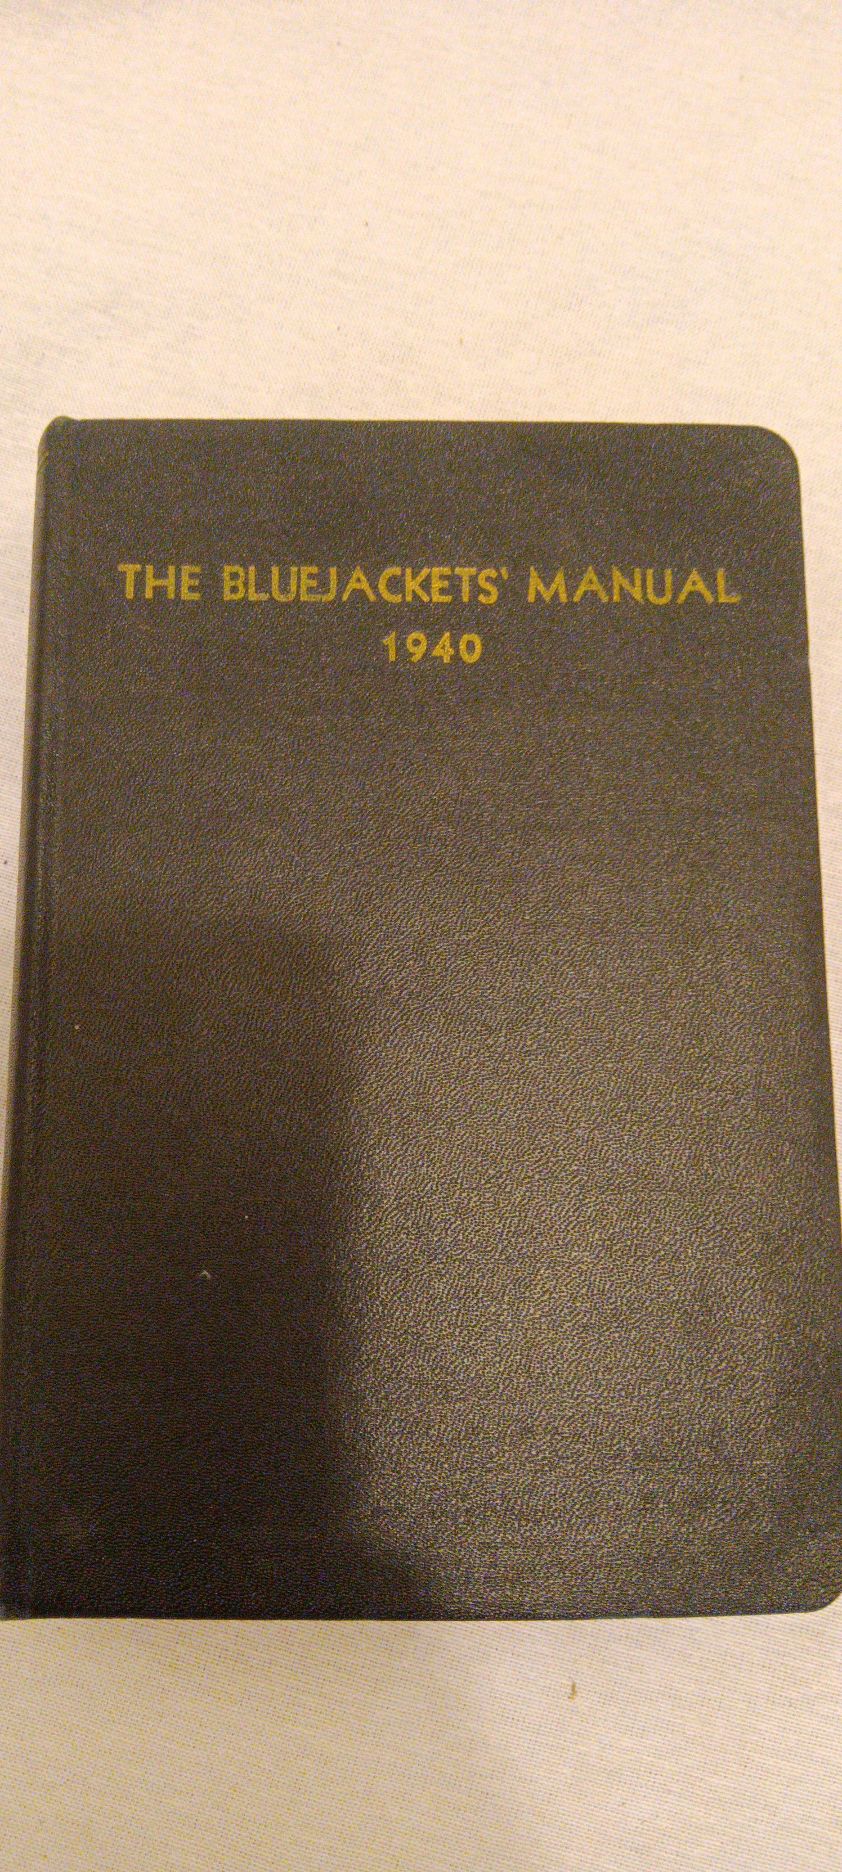 THE BLUEJACKETS' MANUAL
1940